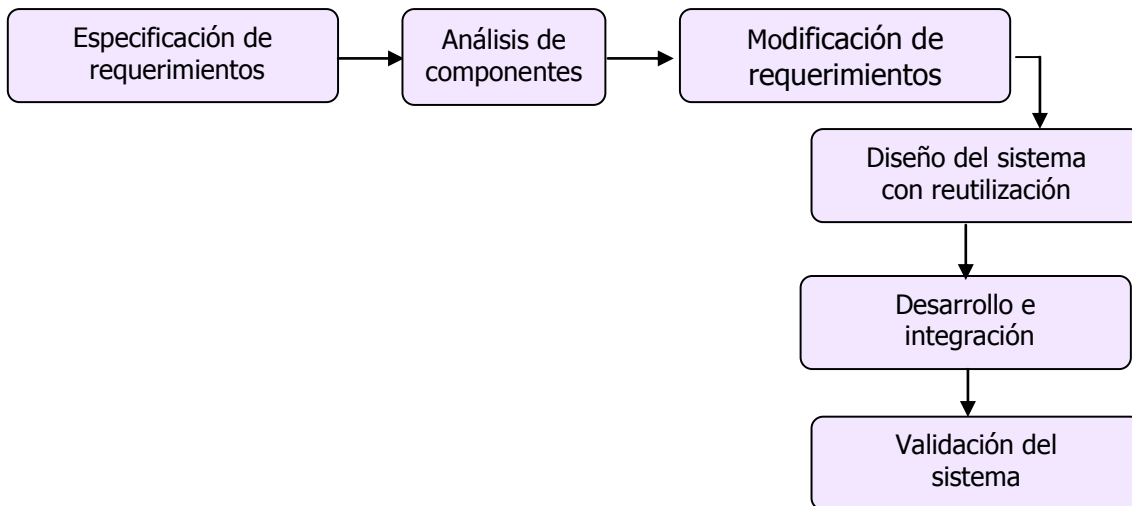 Especificación de
requerimientos
Análisis de
componentes
Modificación de
requerimientos
Diseño del sistema
con reutilización
Desarrollo e
integración
Validación del
sistema